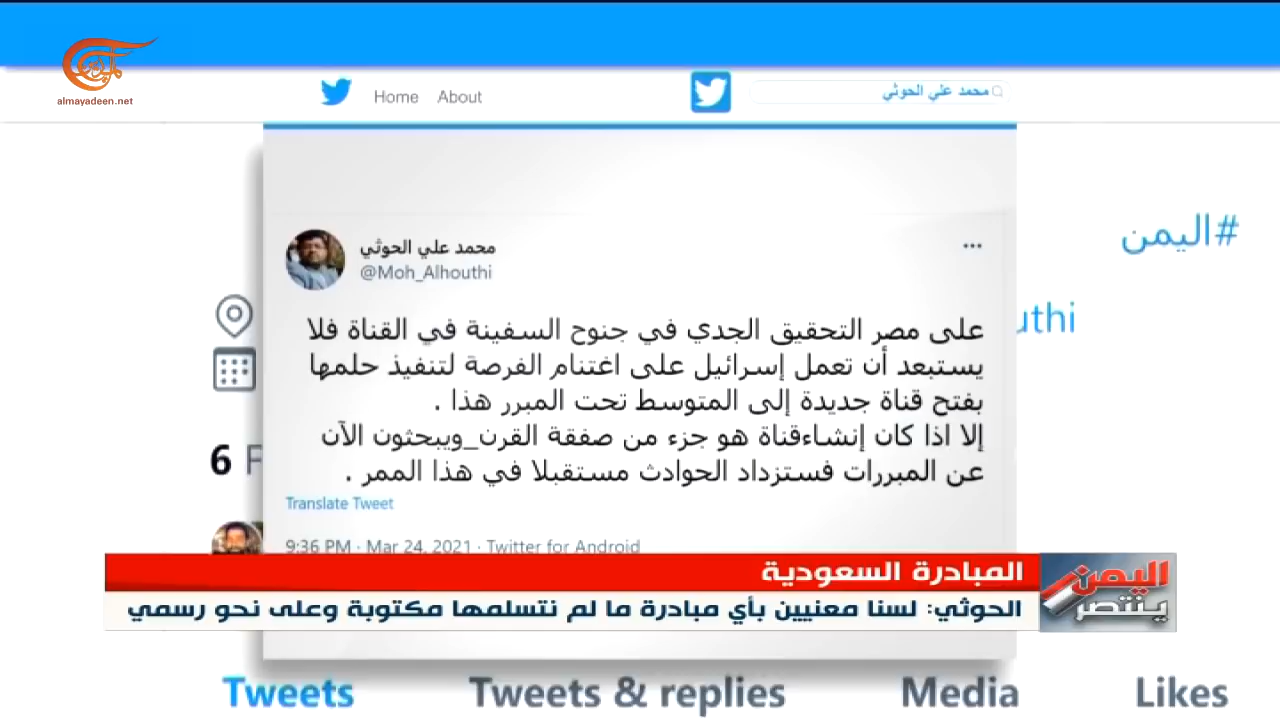 almayadeen.net
Home About
محمد علي الحوثي
#اليمن
uthi
محمد علي الحوثي
@Moh_Alhouthi
على مصر التحقيق الجدي في جنوح السفينة في القناة فلا
يستبعد أن تعمل إسرائيل على اغتنام الفرصة لتنفيذ حلمها
بفتح قناة جديدة إلى المتوسط تحت المبرر هذا .
إلا اذا كان إنشاءقناة هو جزء من صفقة القرن_ويبحثون الآن
عن المبررات فستزداد الحوادث مستقبلا في هذا الممر .
Translate Tweet
9:36 PM · Mar 24, 2021 · Twitter for Android
6 F
المبادرة السعودية
الحوثي: لسنا معنيين بأي مبادرة ما لم نتسلمها مكتوبة وعلى نحو رسمي
اليمن
ينتصر
Tweets Tweets & replies Media Likes